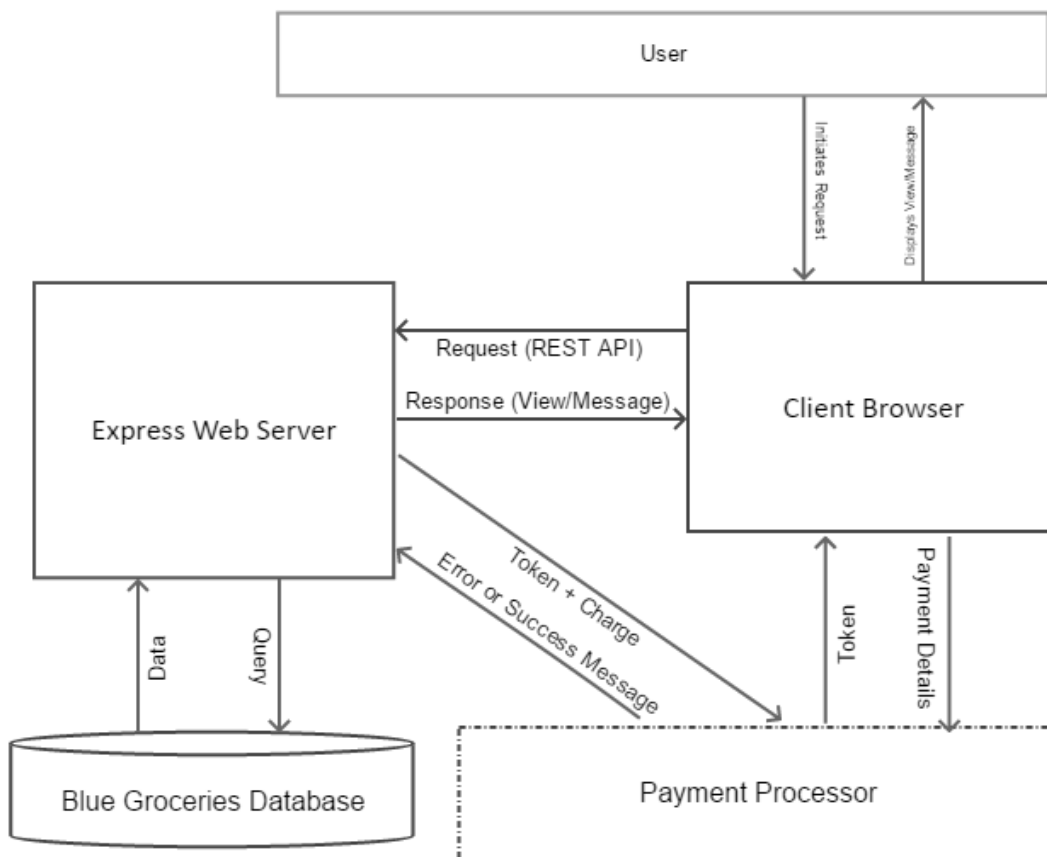 User
Initiates Request
Displays View/Message
Request (REST API)
Response (View/Message)
Express Web Server
Client Browser
Token + Charge
Error or Success Message
Data
Query
Token
Payment Details
Blue Groceries Database
Payment Processor